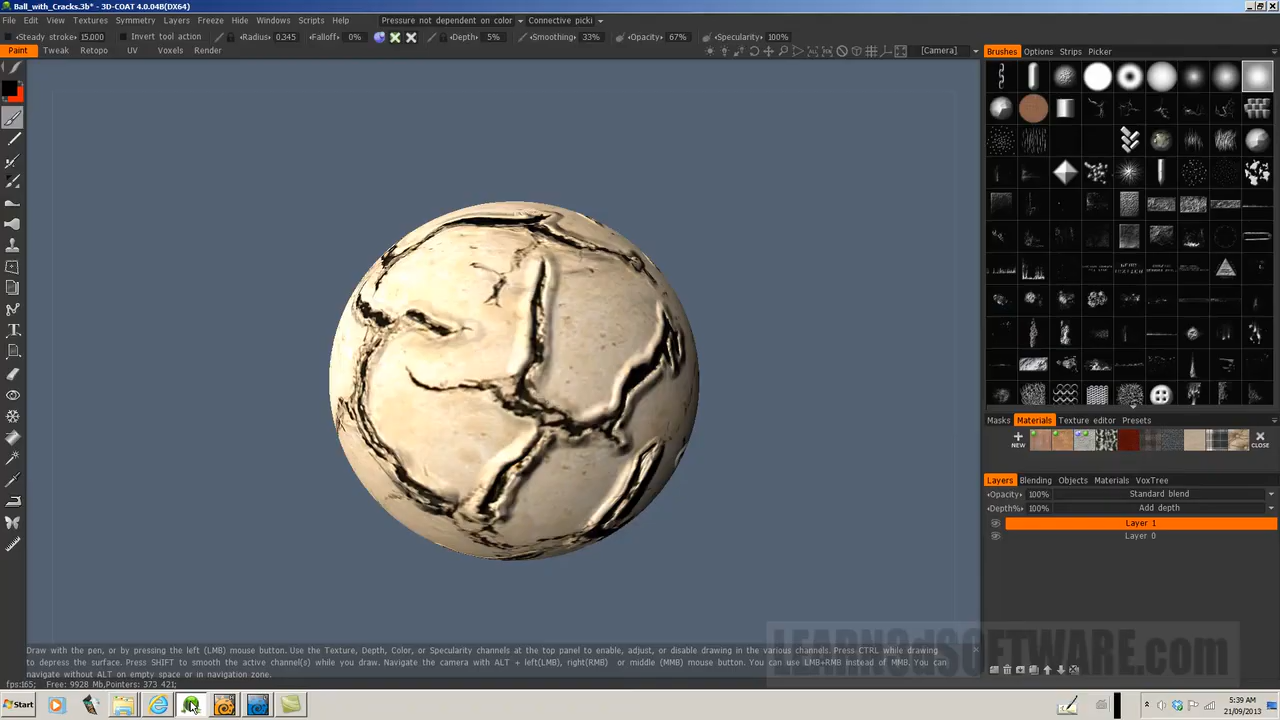 Ball_with_Cracks.3b* - 3D-COAT 4.0.04B(DX64)
File Edit View Textures Symmetry Layers Freeze Hide Windows Scripts Help Pressure not dependent on color Connective picki
Steady stroke: 15.000 Invert tool action Radius: 0.345 Falloff: 0% Depth: 5% Smoothing: 33% Opacity: 67% Specularity: 100%
Paint Tweak Retopo UV Voxels Render [Camera] Brushes Options Strips Picker
Masks Materials Texture editor Presets
NEW CLOSE
Layers Blending Objects Materials VoxTree
Opacity: 100% Standard blend
Depth%: 100% Add depth
Layer 1
Layer 0
Draw with the pen, or by pressing the left (LMB) mouse button. Use the Texture, Depth, Color, or Specularity channels at the top panel to enable, adjust, or disable drawing in the various channels. Press CTRL while drawing
to depress the surface. Press SHIFT to smooth the active channel(s) while you draw. Navigate the camera with ALT + left(LMB), right(RMB) or middle (MMB) mouse button. You can use LMB+RMB instead of MMB. You can
navigate without ALT on empty space or in navigation zone.
LEARN3dSOFTWARE.com
fps:165; Free: 9928 Mb,Pointers: 373 421;
Start 5:39 AM
21/09/2013